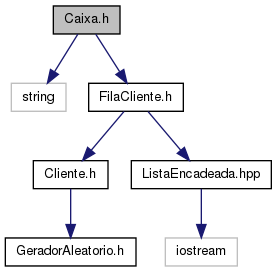 Caixa.h
string
FilaCliente.h
Cliente.h
ListaEncadeada.hpp
GeradorAleatorio.h
iostream